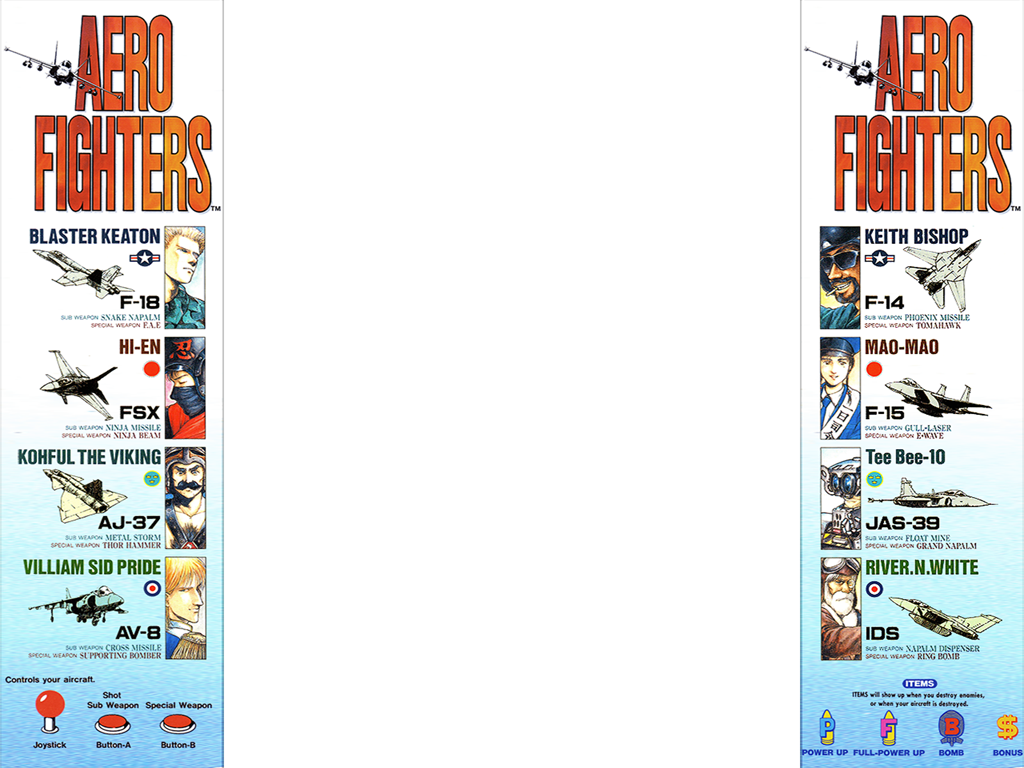 AERO
FIGHTERS™
BLASTER KEATON
F-18
SUB WEAPON SNAKE NAPALM
SPECIAL WEAPON F.A.E
HI-EN
忍
FSX
SUB WEAPON NINJA MISSILE
SPECIAL WEAPON NINJA BEAM
KOHFUL THE VIKING
AJ-37
SUB WEAPON METAL STORM
SPECIAL WEAPON THOR HAMMER
VILLIAM SID PRIDE
AV-8
SUB WEAPON CROSS MISSILE
SPECIAL WEAPON SUPPORTING BOMBER
Controls your aircraft.
Joystick
Shot
Sub Weapon
Button-A
Special Weapon
Button-B
AERO
FIGHTERS™
KEITH BISHOP
F-14
SUB WEAPON PHOENIX MISSILE
SPECIAL WEAPON TOMAHAWK
MAO-MAO
F-15
SUB WEAPON GULL-LASER
SPECIAL WEAPON E•WAVE
Tee Bee-10
JAS-39
SUB WEAPON FLOAT MINE
SPECIAL WEAPON GRAND NAPALM
RIVER.N.WHITE
IDS
SUB WEAPON NAPALM DISPENSER
SPECIAL WEAPON RING BOMB
ITEMS
ITEMS will show up when you destroy enemies,
or when your aircraft is destroyed.
P
POWER UP
F
FULL-POWER UP
B
BOMB
$
BONUS